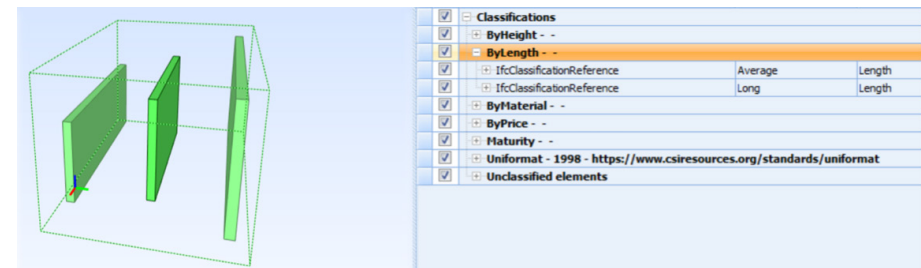 Classifications
ByHeight - -
ByLength - -
IfcClassificationReference Average Length
IfcClassificationReference Long Length
ByMaterial - -
ByPrice - -
Maturity - -
Uniformat - 1998 - https://www.csiresources.org/standards/uniformat
Unclassified elements